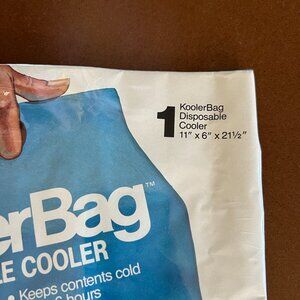 1
KoolerBag
Disposable
Cooler
11" x 6" x 21½"
erBag™
LE COOLER
• Keeps contents cold
hours